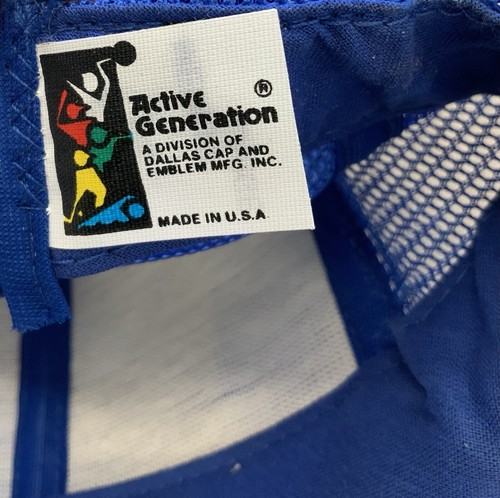 Active ®
Generation
A DIVISION OF
DALLAS CAP AND
EMBLEM MFG. INC.
MADE IN U.S.A